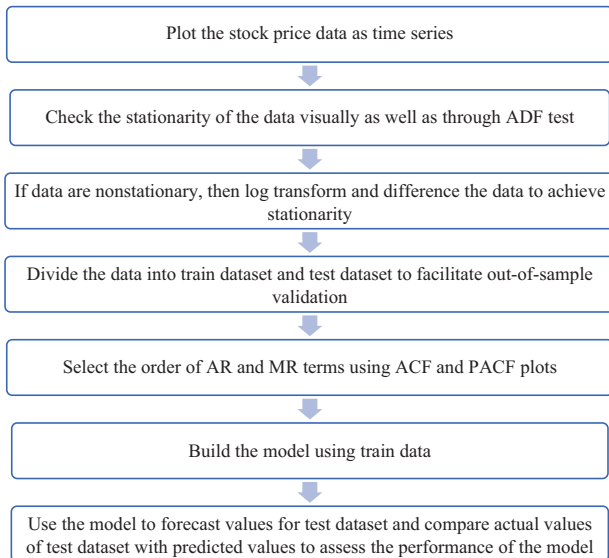 Plot the stock price data as time series
Check the stationarity of the data visually as well as through ADF test
If data are nonstationary, then log transform and difference the data to achieve
stationarity
Divide the data into train dataset and test dataset to facilitate out-of-sample
validation
Select the order of AR and MR terms using ACF and PACF plots
Build the model using train data
Use the model to forecast values for test dataset and compare actual values
of test dataset with predicted values to assess the performance of the model